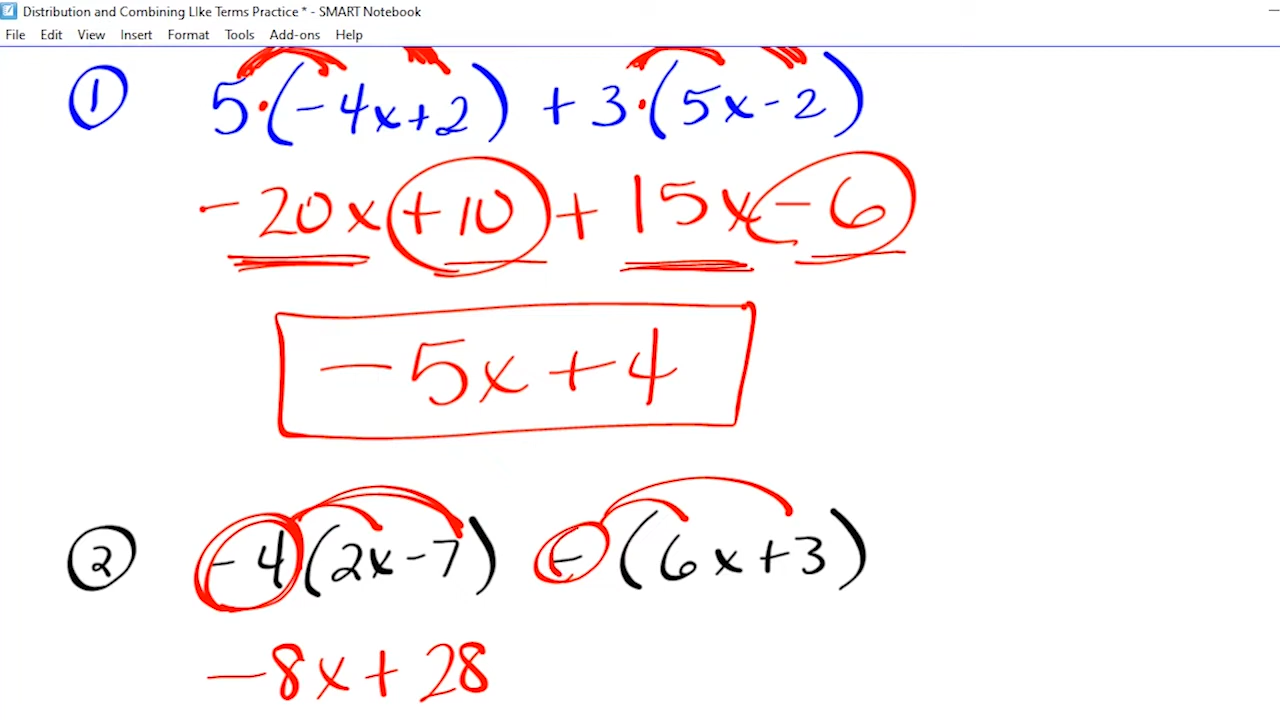 Distribution and Combining LIke Terms Practice * - SMART Notebook
File Edit View Insert Format Tools Add-ons Help
① 5·(-4x+2) + 3·(5x-2)
-20x+10+15x-6
-5x+4
② -4(2x-7) -(6x+3)
-8x+28